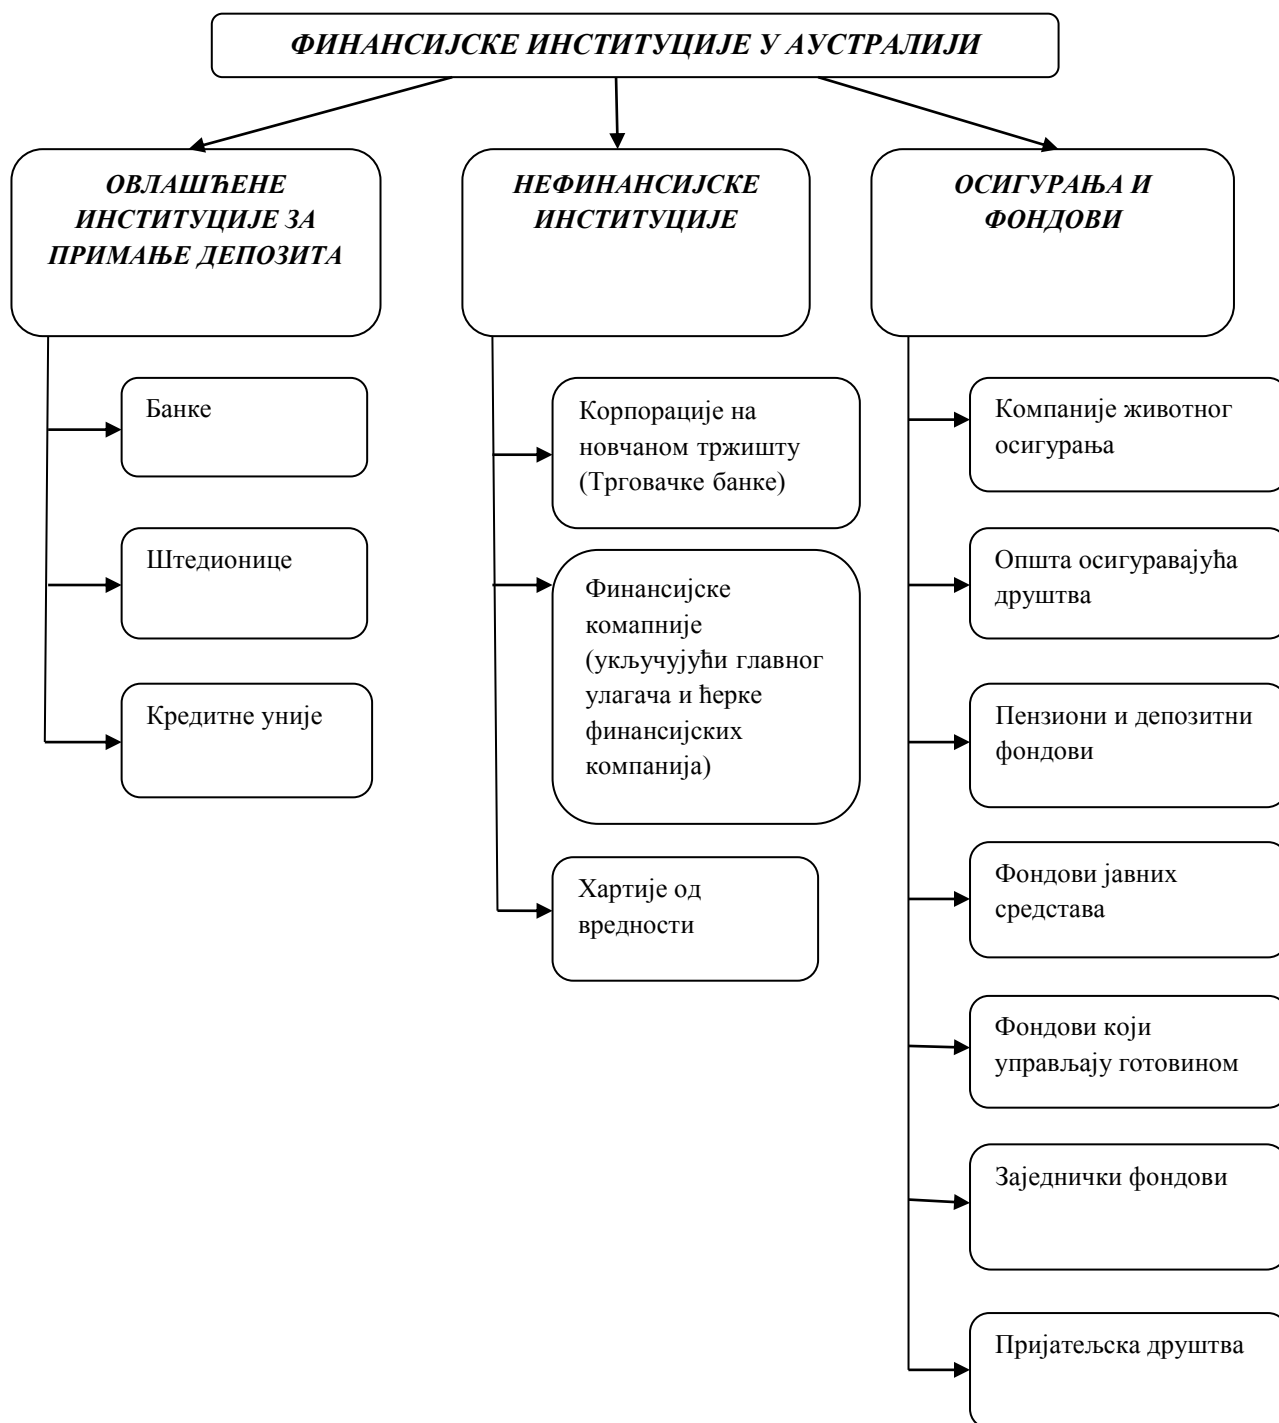 ФИНАНСИЈСКЕ ИНСТИТУЦИЈЕ У АУСТРАЛИЈИ
ОВЛАШЋЕНЕ
ИНСТИТУЦИЈЕ ЗА
ПРИМАЊЕ ДЕПОЗИТА
Банке
Штедионице
Кредитне уније
НЕФИНАНСИЈСКЕ
ИНСТИТУЦИЈЕ
Корпорације на
новчаном тржишту
(Трговачке банке)
Финансијске
комапније
(укључујући главног
улагача и ћерке
финансијских
компанија)
Хартије од
вредности
ОСИГУРАЊА И
ФОНДОВИ
Компаније животног
осигурања
Општа осигуравајућа
друштва
Пензиони и депозитни
фондови
Фондови јавних
средстава
Фондови који
управљају готовином
Заједнички фондови
Пријатељска друштва